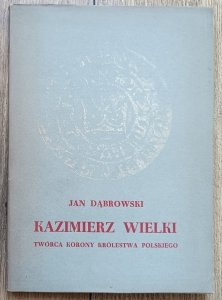 JAN DĄBROWSKI
KAZIMIERZ WIELKI
TWÓRCA KORONY KRÓLESTWA POLSKIEGO